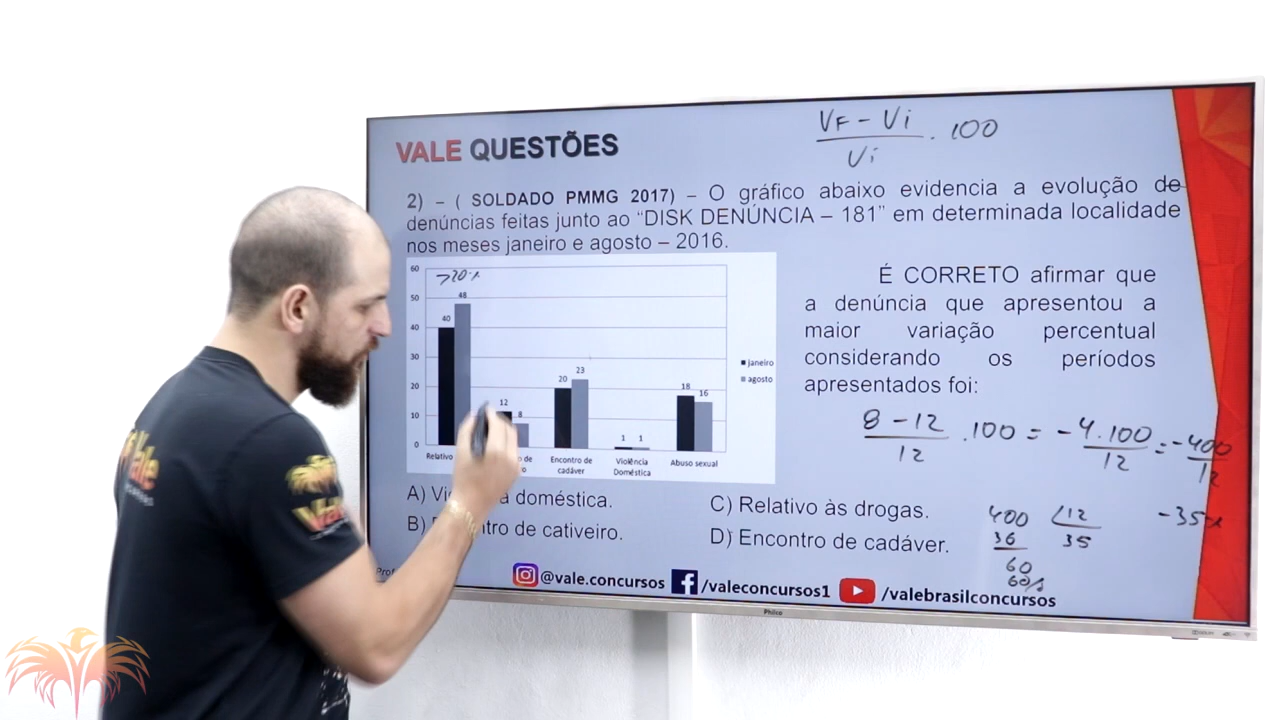 VF - Vi
Vi
. 100
VALE QUESTÕES
2) – ( SOLDADO PMMG 2017) – O gráfico abaixo evidencia a evolução de
denúncias feitas junto ao “DISK DENÚNCIA – 181” em determinada localidade
nos meses janeiro e agosto – 2016.
60
50
40
30
20
10
0
→20%
40
48
12
8
20
23
1
1
18
16
Relativo
de
Encontro de
cadáver
Violência
Doméstica
Abuso sexual
janeiro
agosto
É CORRETO afirmar que
a denúncia que apresentou a
maior variação percentual
considerando os períodos
apresentados foi:
8 - 12
12
. 100 = - 4.100
12
= - 400
12
A) doméstica.
B) de cativeiro.
C) Relativo às drogas.
D) Encontro de cadáver.
400 12
36 35
60
60
-35%
@vale.concursos /valeconcursos1 /valebrasilconcursos
Philco
Vale
Vale